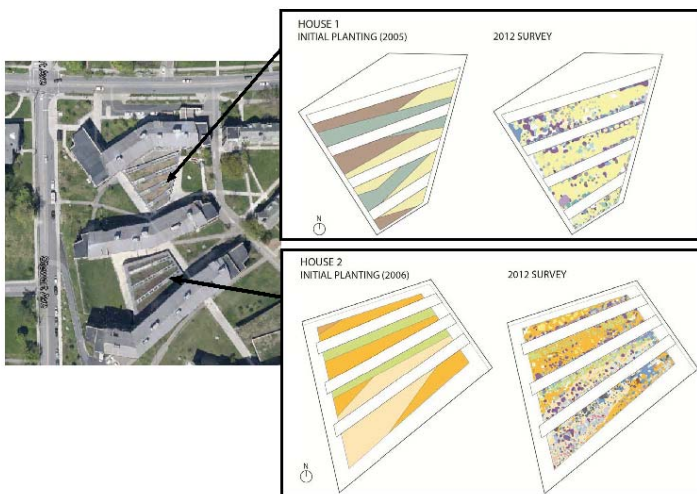 HOUSE 1
INITIAL PLANTING (2005)
2012 SURVEY
N
HOUSE 2
INITIAL PLANTING (2006)
2012 SURVEY
N